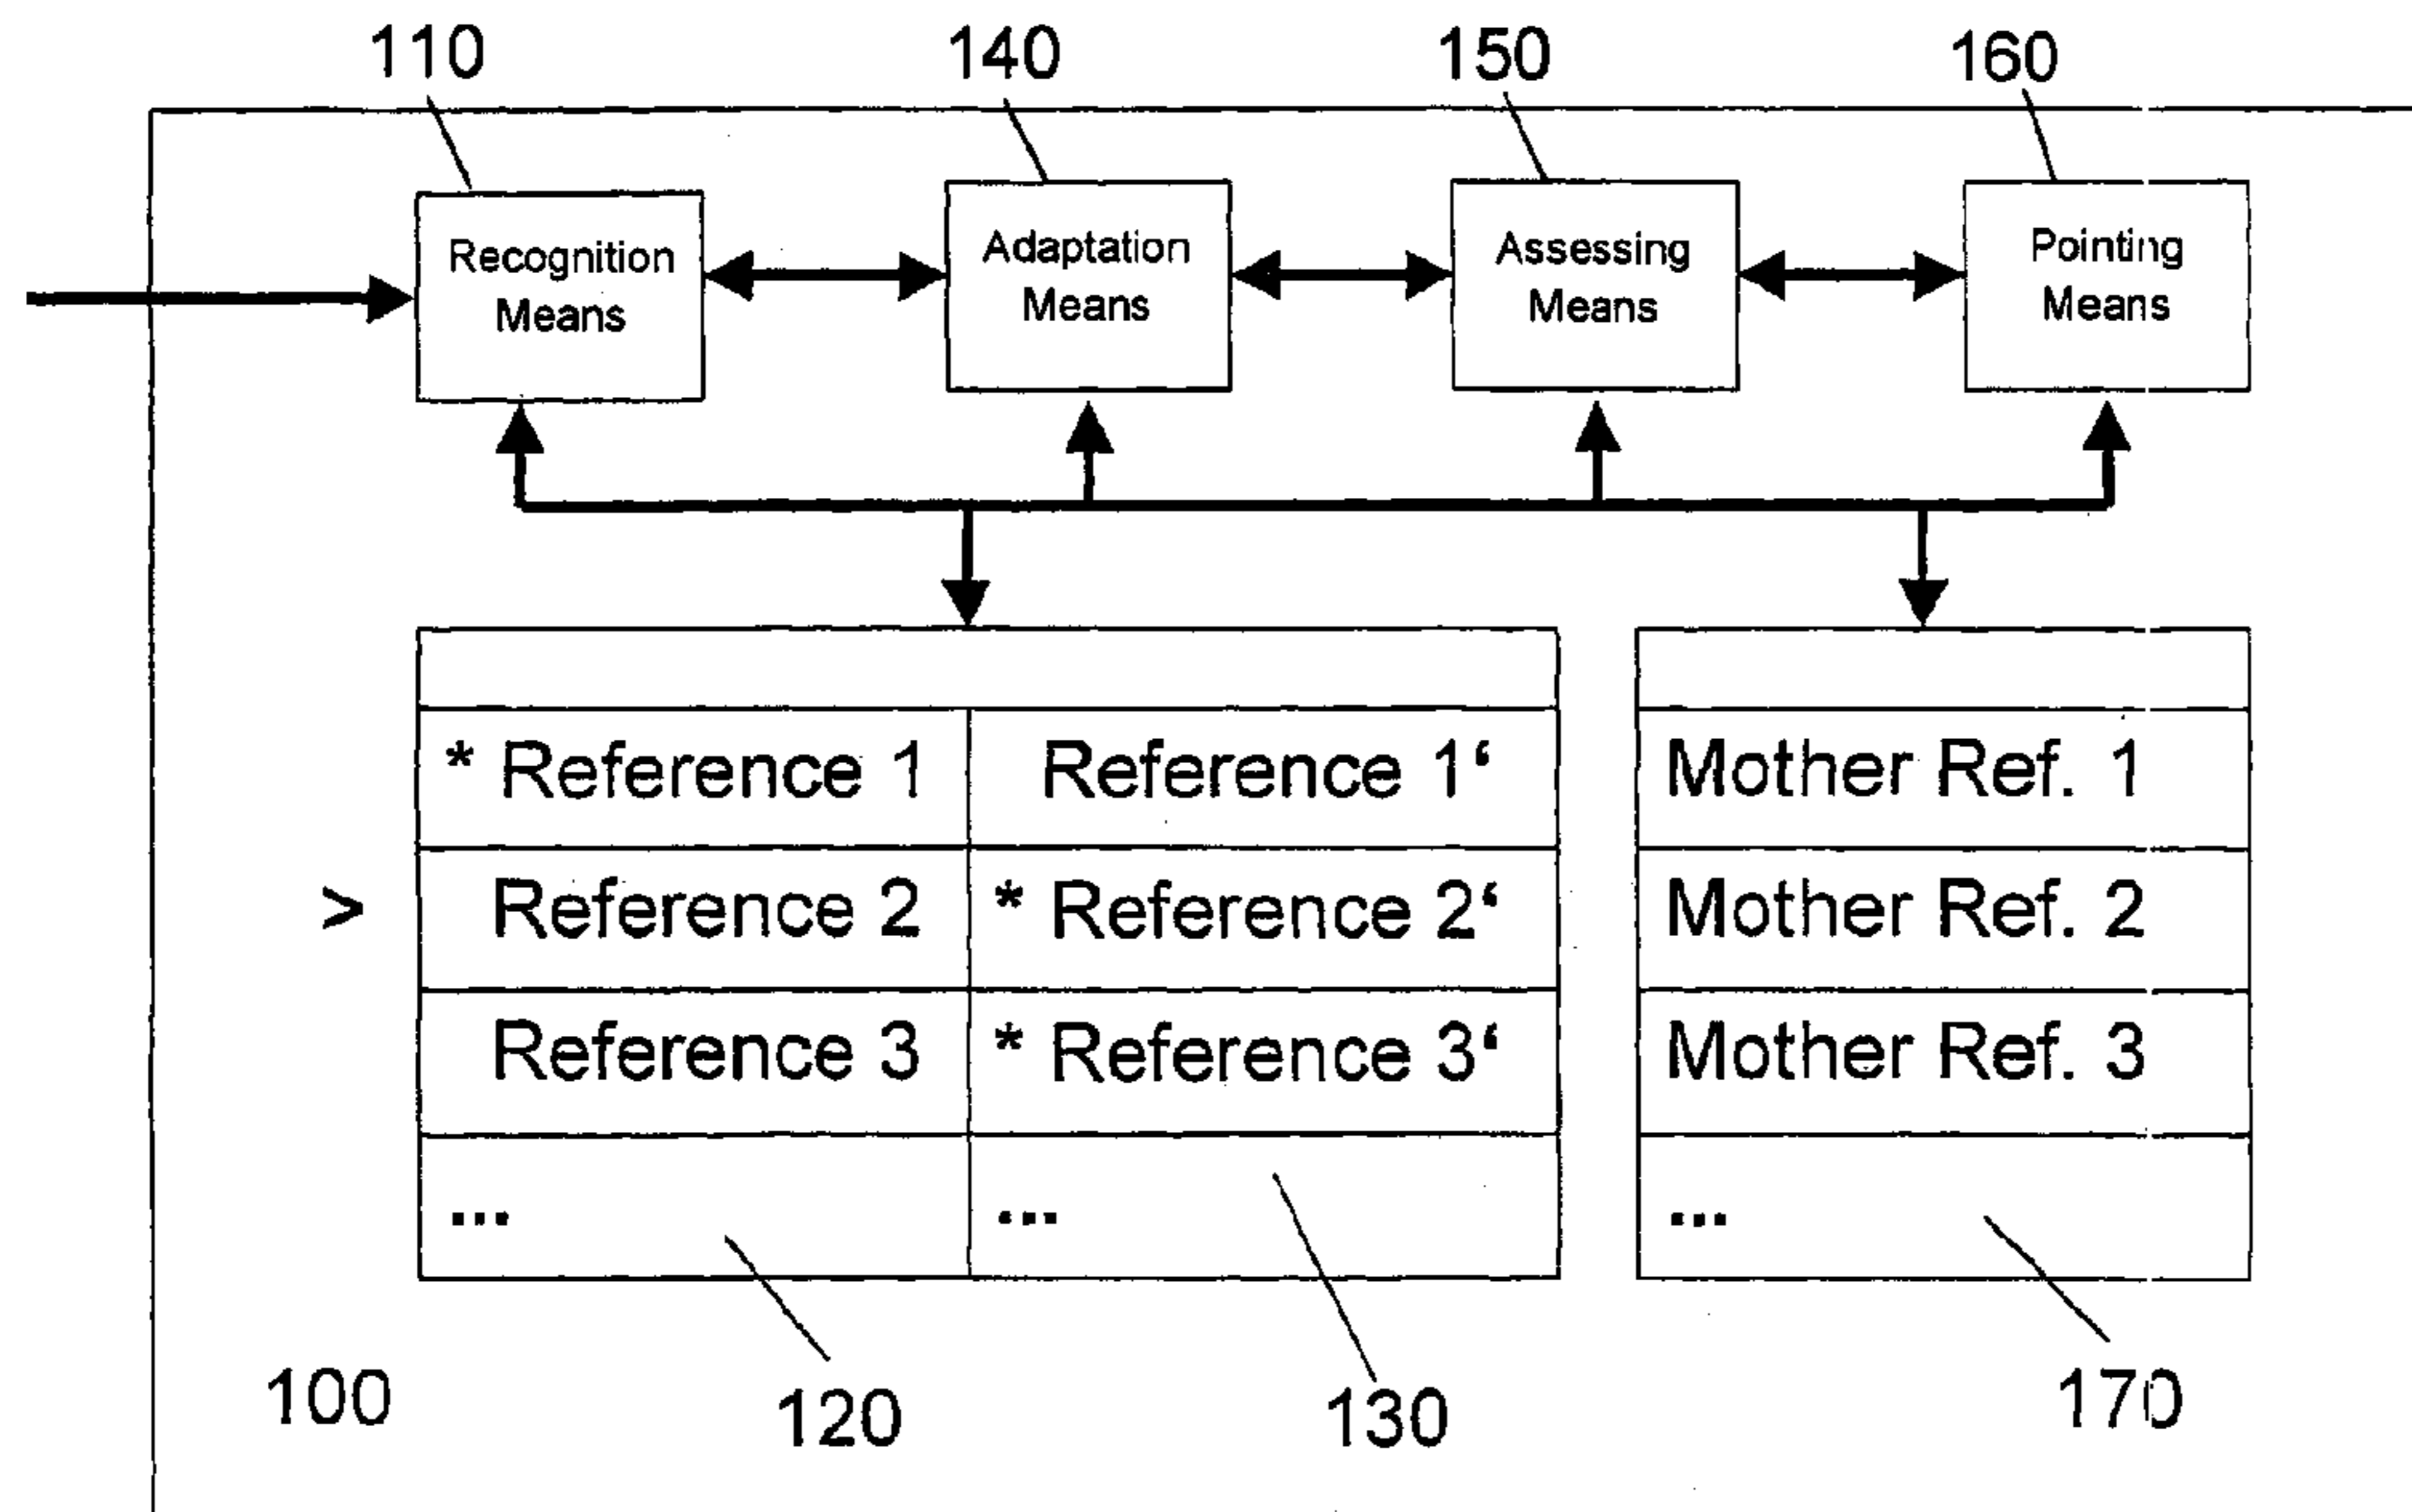 110 140 150 160
Recognition Means
Adaptation Means
Assessing Means
Pointing Means
* Reference 1 Reference 1‘ Mother Ref. 1
> Reference 2 * Reference 2‘ Mother Ref. 2
Reference 3 * Reference 3‘ Mother Ref. 3
... ... ...
100 120 130 170